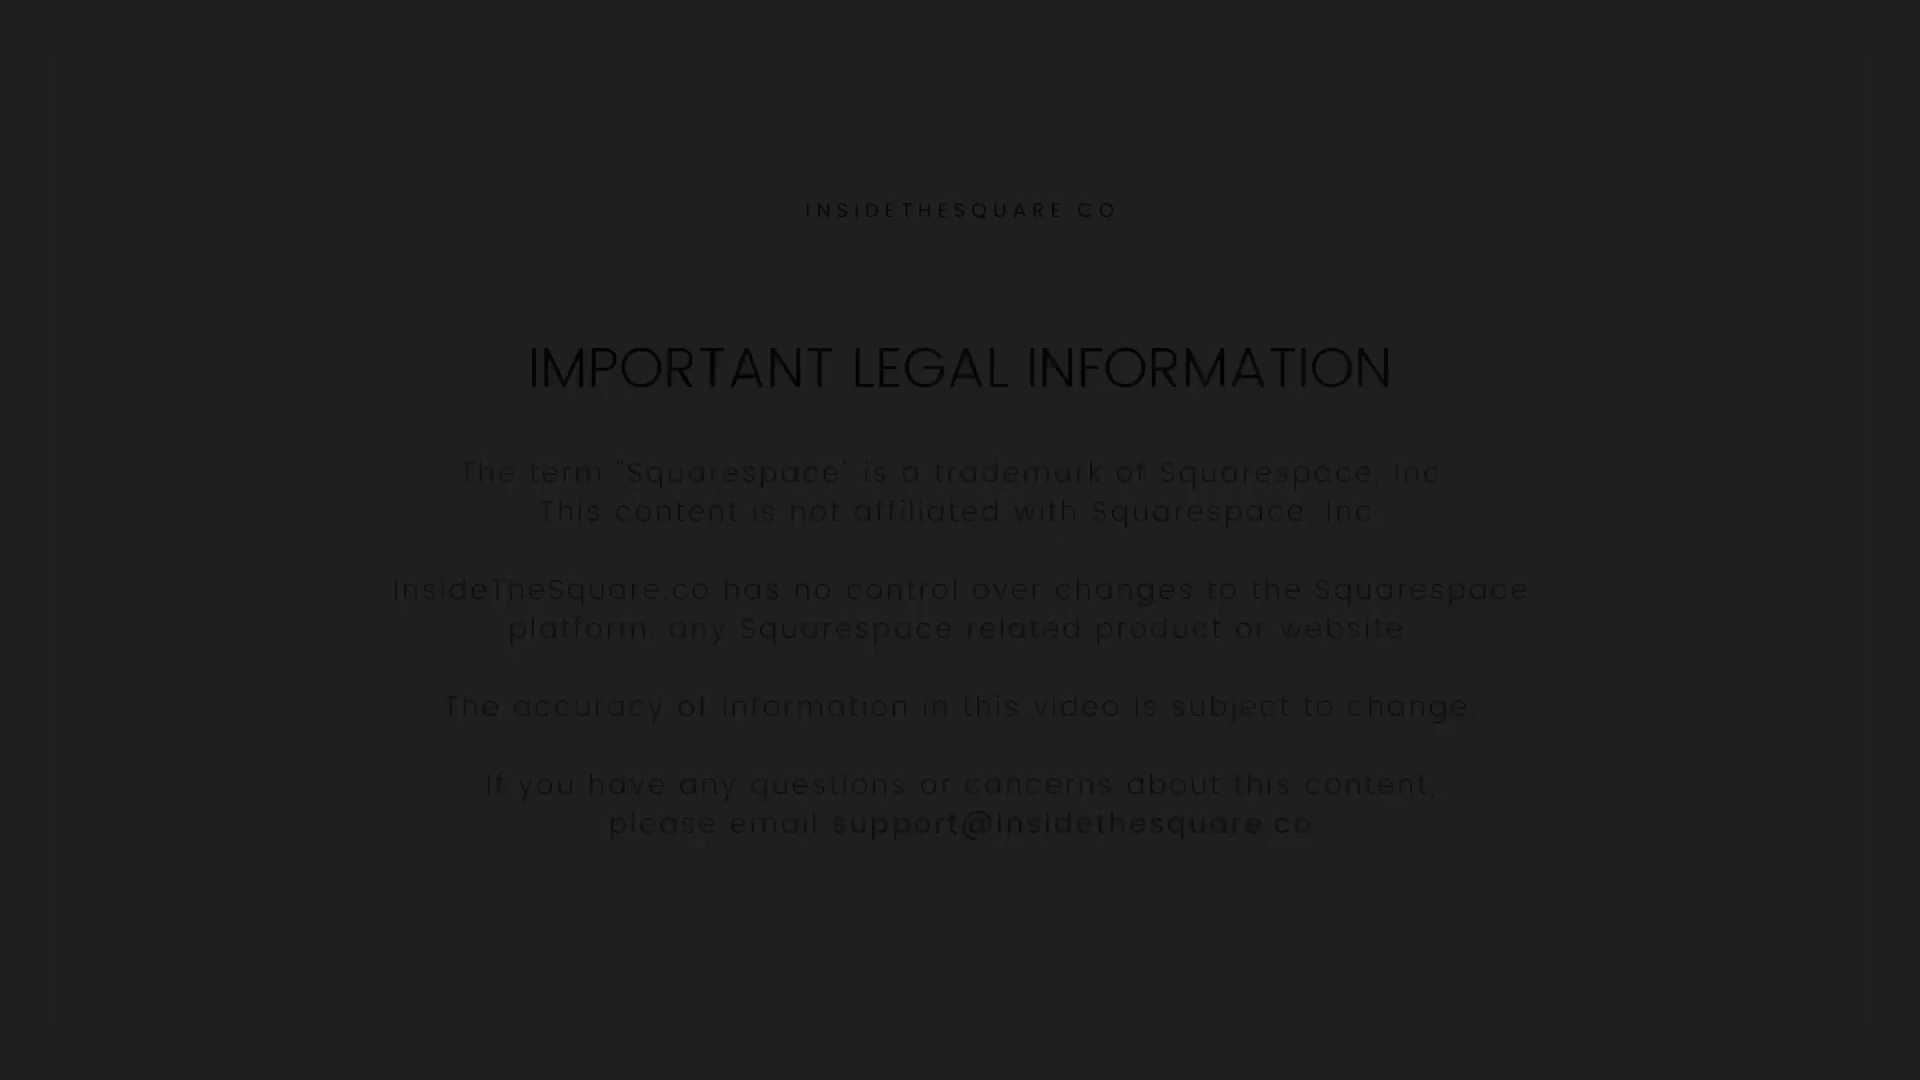 INSIDETHESQUARE.CO
IMPORTANT LEGAL INFORMATION
The term "Squarespace" is a trademark of Squarespace, Inc.
This content is not affiliated with Squarespace, Inc.
InsideTheSquare.co has no control over changes to the Squarespace
platform, any Squarespace related product or website.
The accuracy of information in this video is subject to change.
If you have any questions or concerns about this content,
please email support@insidethesquare.co